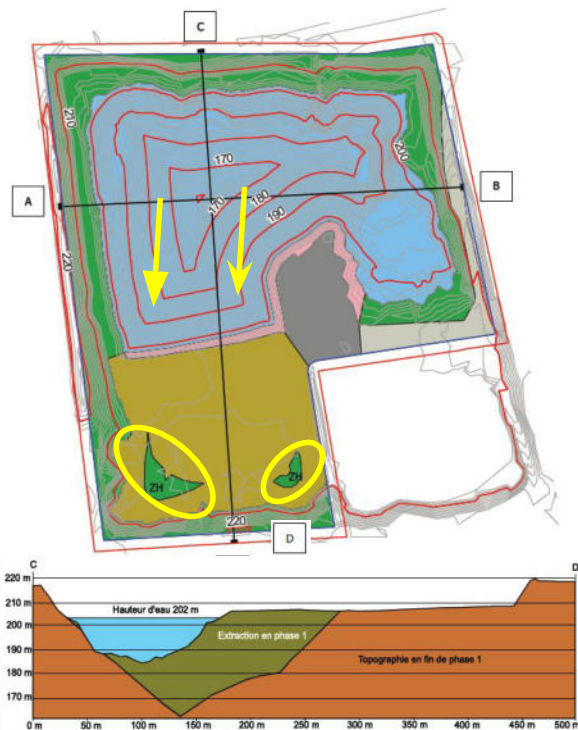 C
210
170
200
A
170
180
B
190
220
ZH
ZH
220
D
C
D
220 m
210 m
Hauteur d'eau 202 m
200 m
Extraction en phase 1
190 m
Topographie en fin de phase 1
180 m
170 m
0 m 50 m 100 m 150 m 200 m 250 m 300 m 350 m 400 m 450 m 500 m